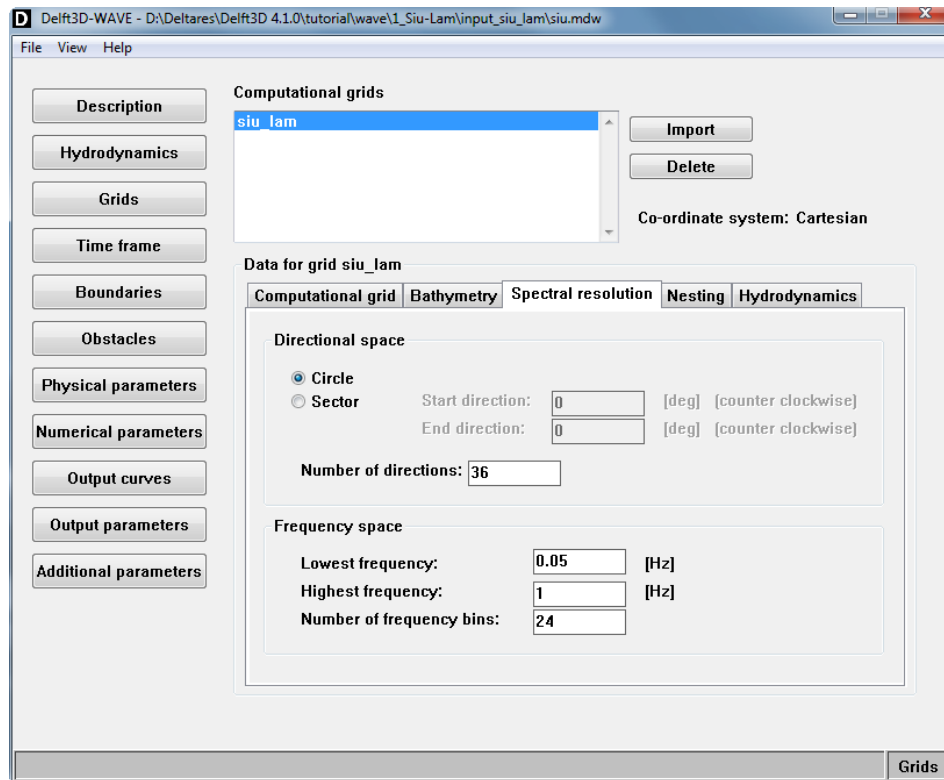 D Delft3D-WAVE - D:\Deltares\Delft3D 4.1.0\tutorial\wave\1_Siu-Lam\input_siu_lam\siu.mdw
File View Help
Description
Hydrodynamics
Grids
Time frame
Boundaries
Obstacles
Physical parameters
Numerical parameters
Output curves
Output parameters
Additional parameters
Computational grids
siu_lam
Import
Delete
Co-ordinate system: Cartesian
Data for grid siu_lam
Computational grid Bathymetry Spectral resolution Nesting Hydrodynamics
Directional space
Circle
Sector Start direction: 0 [deg] (counter clockwise)
End direction: 0 [deg] (counter clockwise)
Number of directions: 36
Frequency space
Lowest frequency: 0.05 [Hz]
Highest frequency: 1 [Hz]
Number of frequency bins: 24
Grids